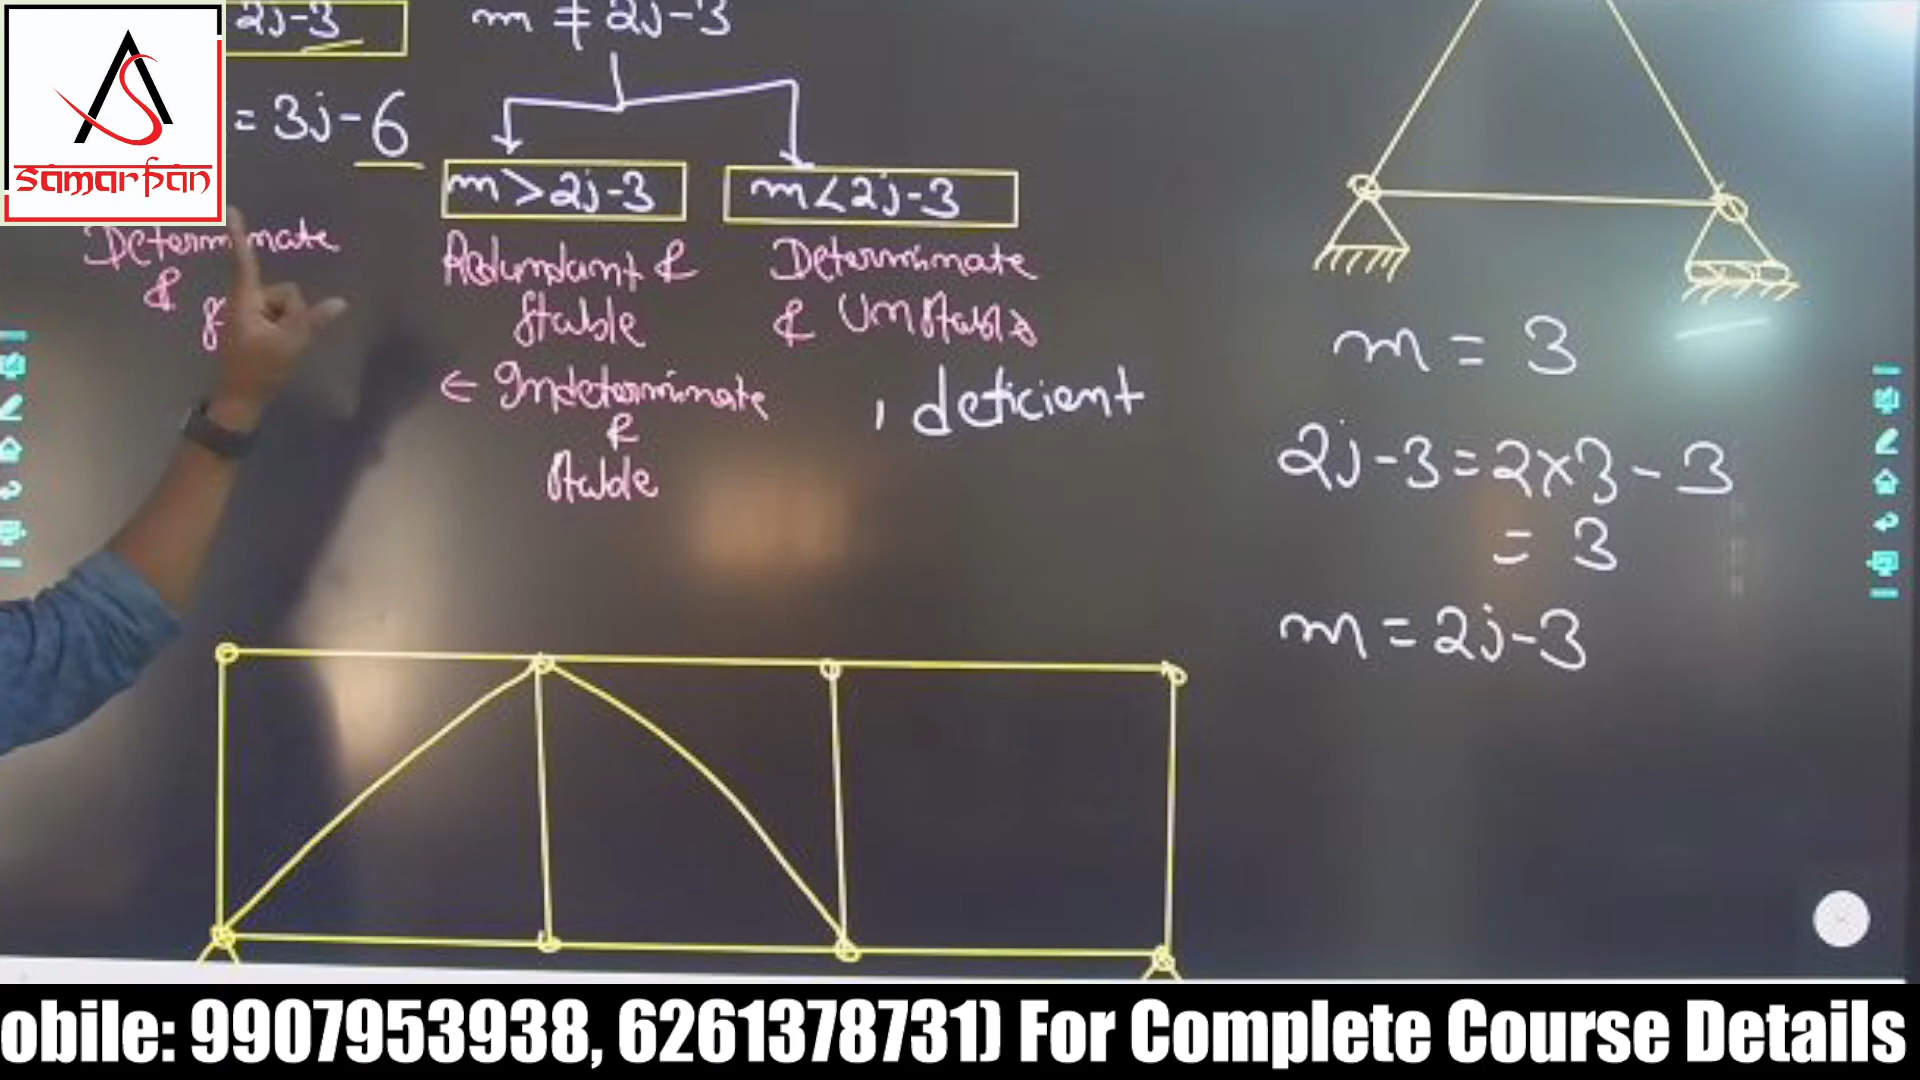 2j-3
m ≠ 2j-3
= 3j-6
SAMARPAN
m>2j-3
m<2j-3
Determinate
&
Redundant &
Stable
Determinate
& Unstable
∈ Indeterminate
&
Stable
, deficient
m = 3
2j-3 = 2×3-3
= 3
m = 2j-3
obile: 9907953938, 6261378731) For Complete Course Details